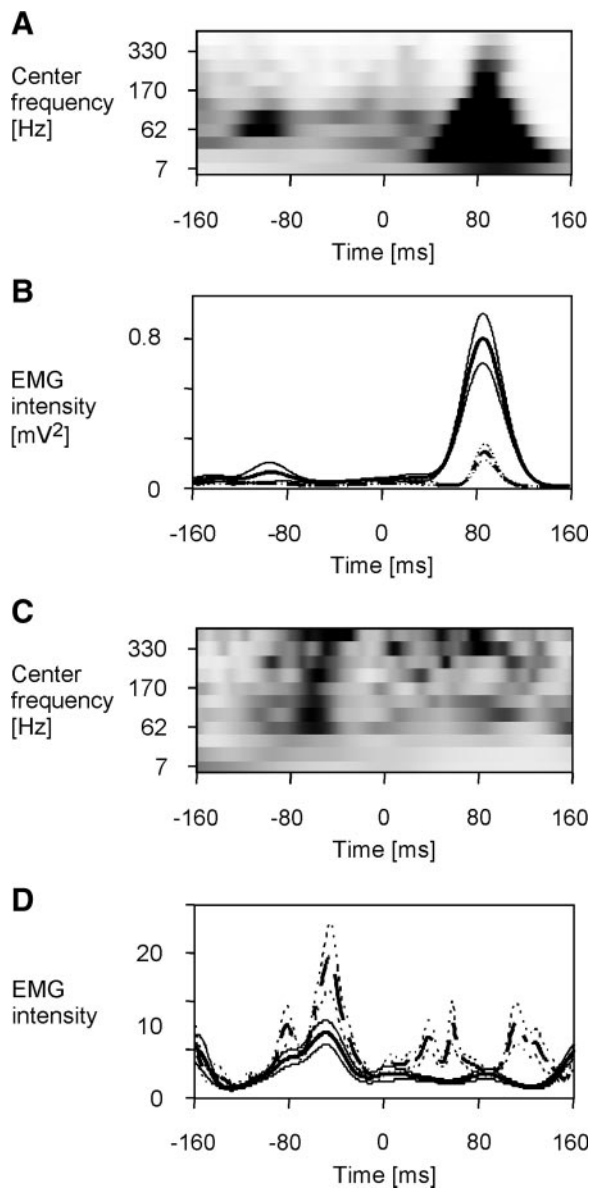 A
Center
frequency
[Hz]
330
170
62
7
-160 -80 0 80 160
Time [ms]
B
EMG
intensity
[mV2]
0.8
0
-160 -80 0 80 160
Time [ms]
C
Center
frequency
[Hz]
330
170
62
7
-160 -80 0 80 160
Time [ms]
D
EMG
intensity
20
10
0
-160 -80 0 80 160
Time [ms]